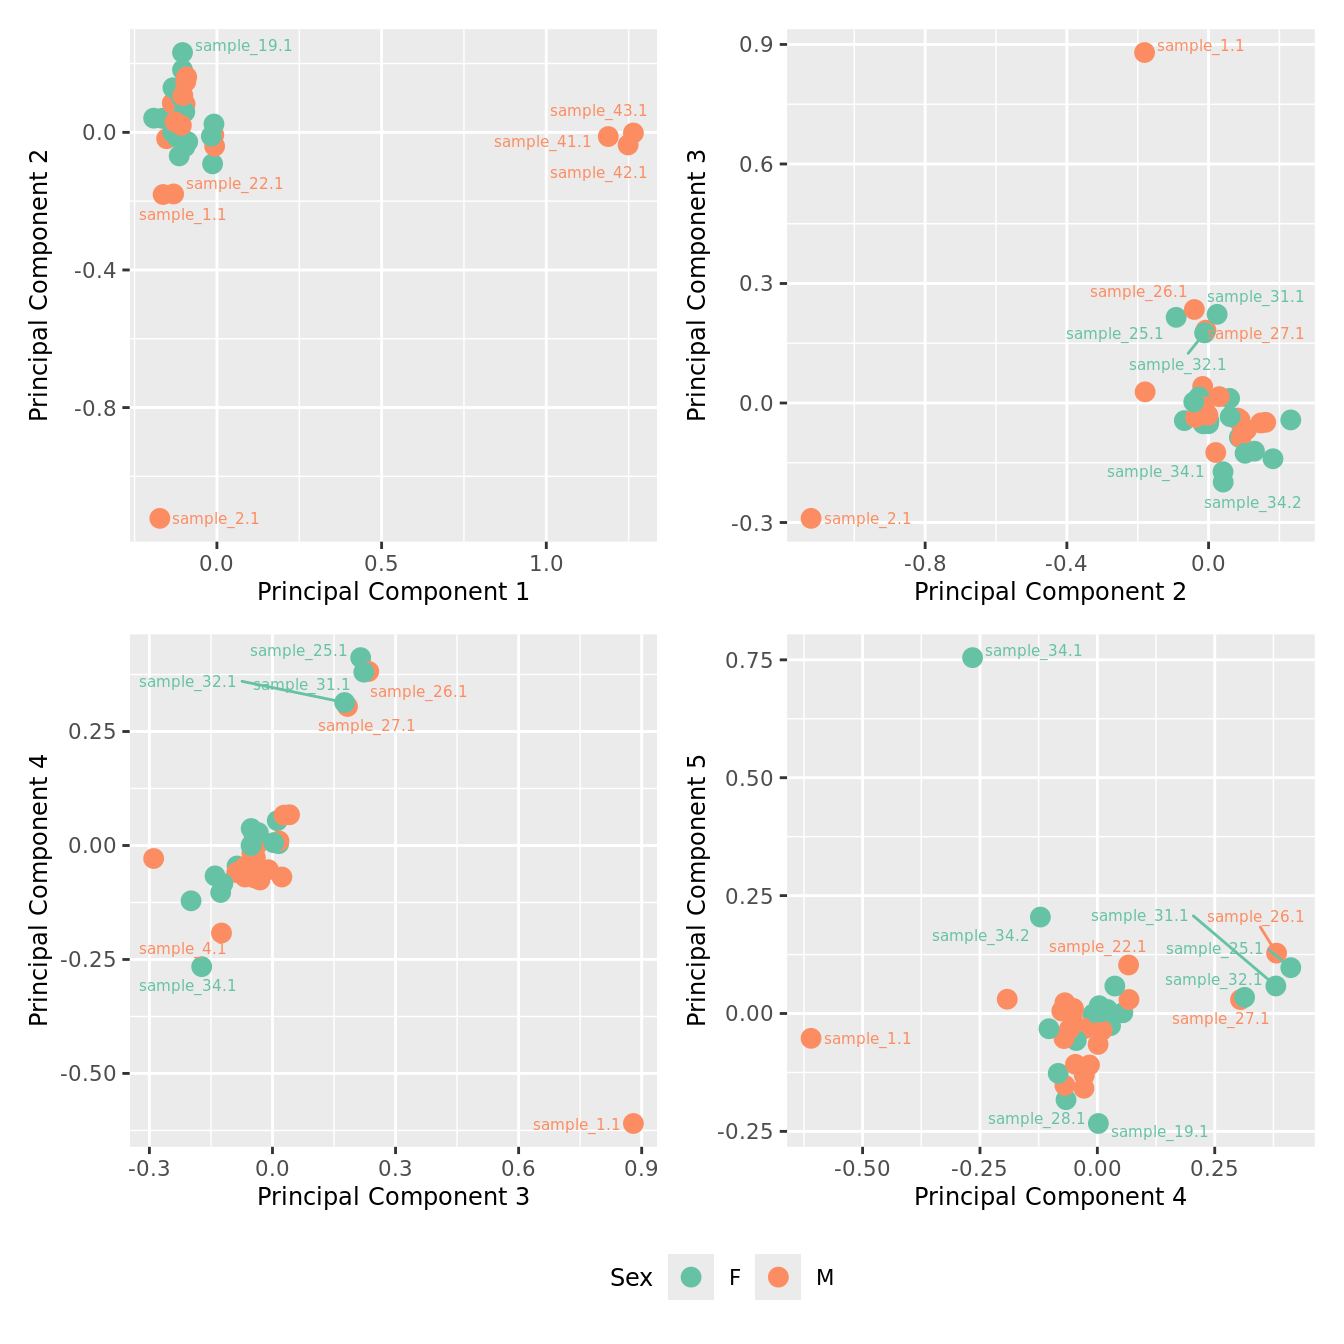 sample_19.1
sample_43.1
sample_41.1
sample_42.1
sample_22.1
sample_1.1
sample_2.1
0.0
-0.4
-0.8
0.0
0.5
1.0
Principal Component 1
Principal Component 2
sample_1.1
sample_26.1
sample_31.1
sample_25.1
sample_27.1
sample_32.1
sample_34.1
sample_34.2
sample_2.1
0.9
0.6
0.3
0.0
-0.3
-0.8
-0.4
0.0
Principal Component 2
Principal Component 3
sample_25.1
sample_32.1
sample_31.1
sample_26.1
sample_27.1
sample_4.1
sample_34.1
sample_1.1
0.25
0.00
-0.25
-0.50
-0.3
0.0
0.3
0.6
0.9
Principal Component 3
Principal Component 4
sample_34.1
sample_31.1
sample_26.1
sample_34.2
sample_22.1
sample_25.1
sample_32.1
sample_27.1
sample_1.1
sample_28.1
sample_19.1
0.75
0.50
0.25
0.00
-0.25
-0.50
-0.25
0.00
0.25
Principal Component 4
Principal Component 5
Sex
F
M